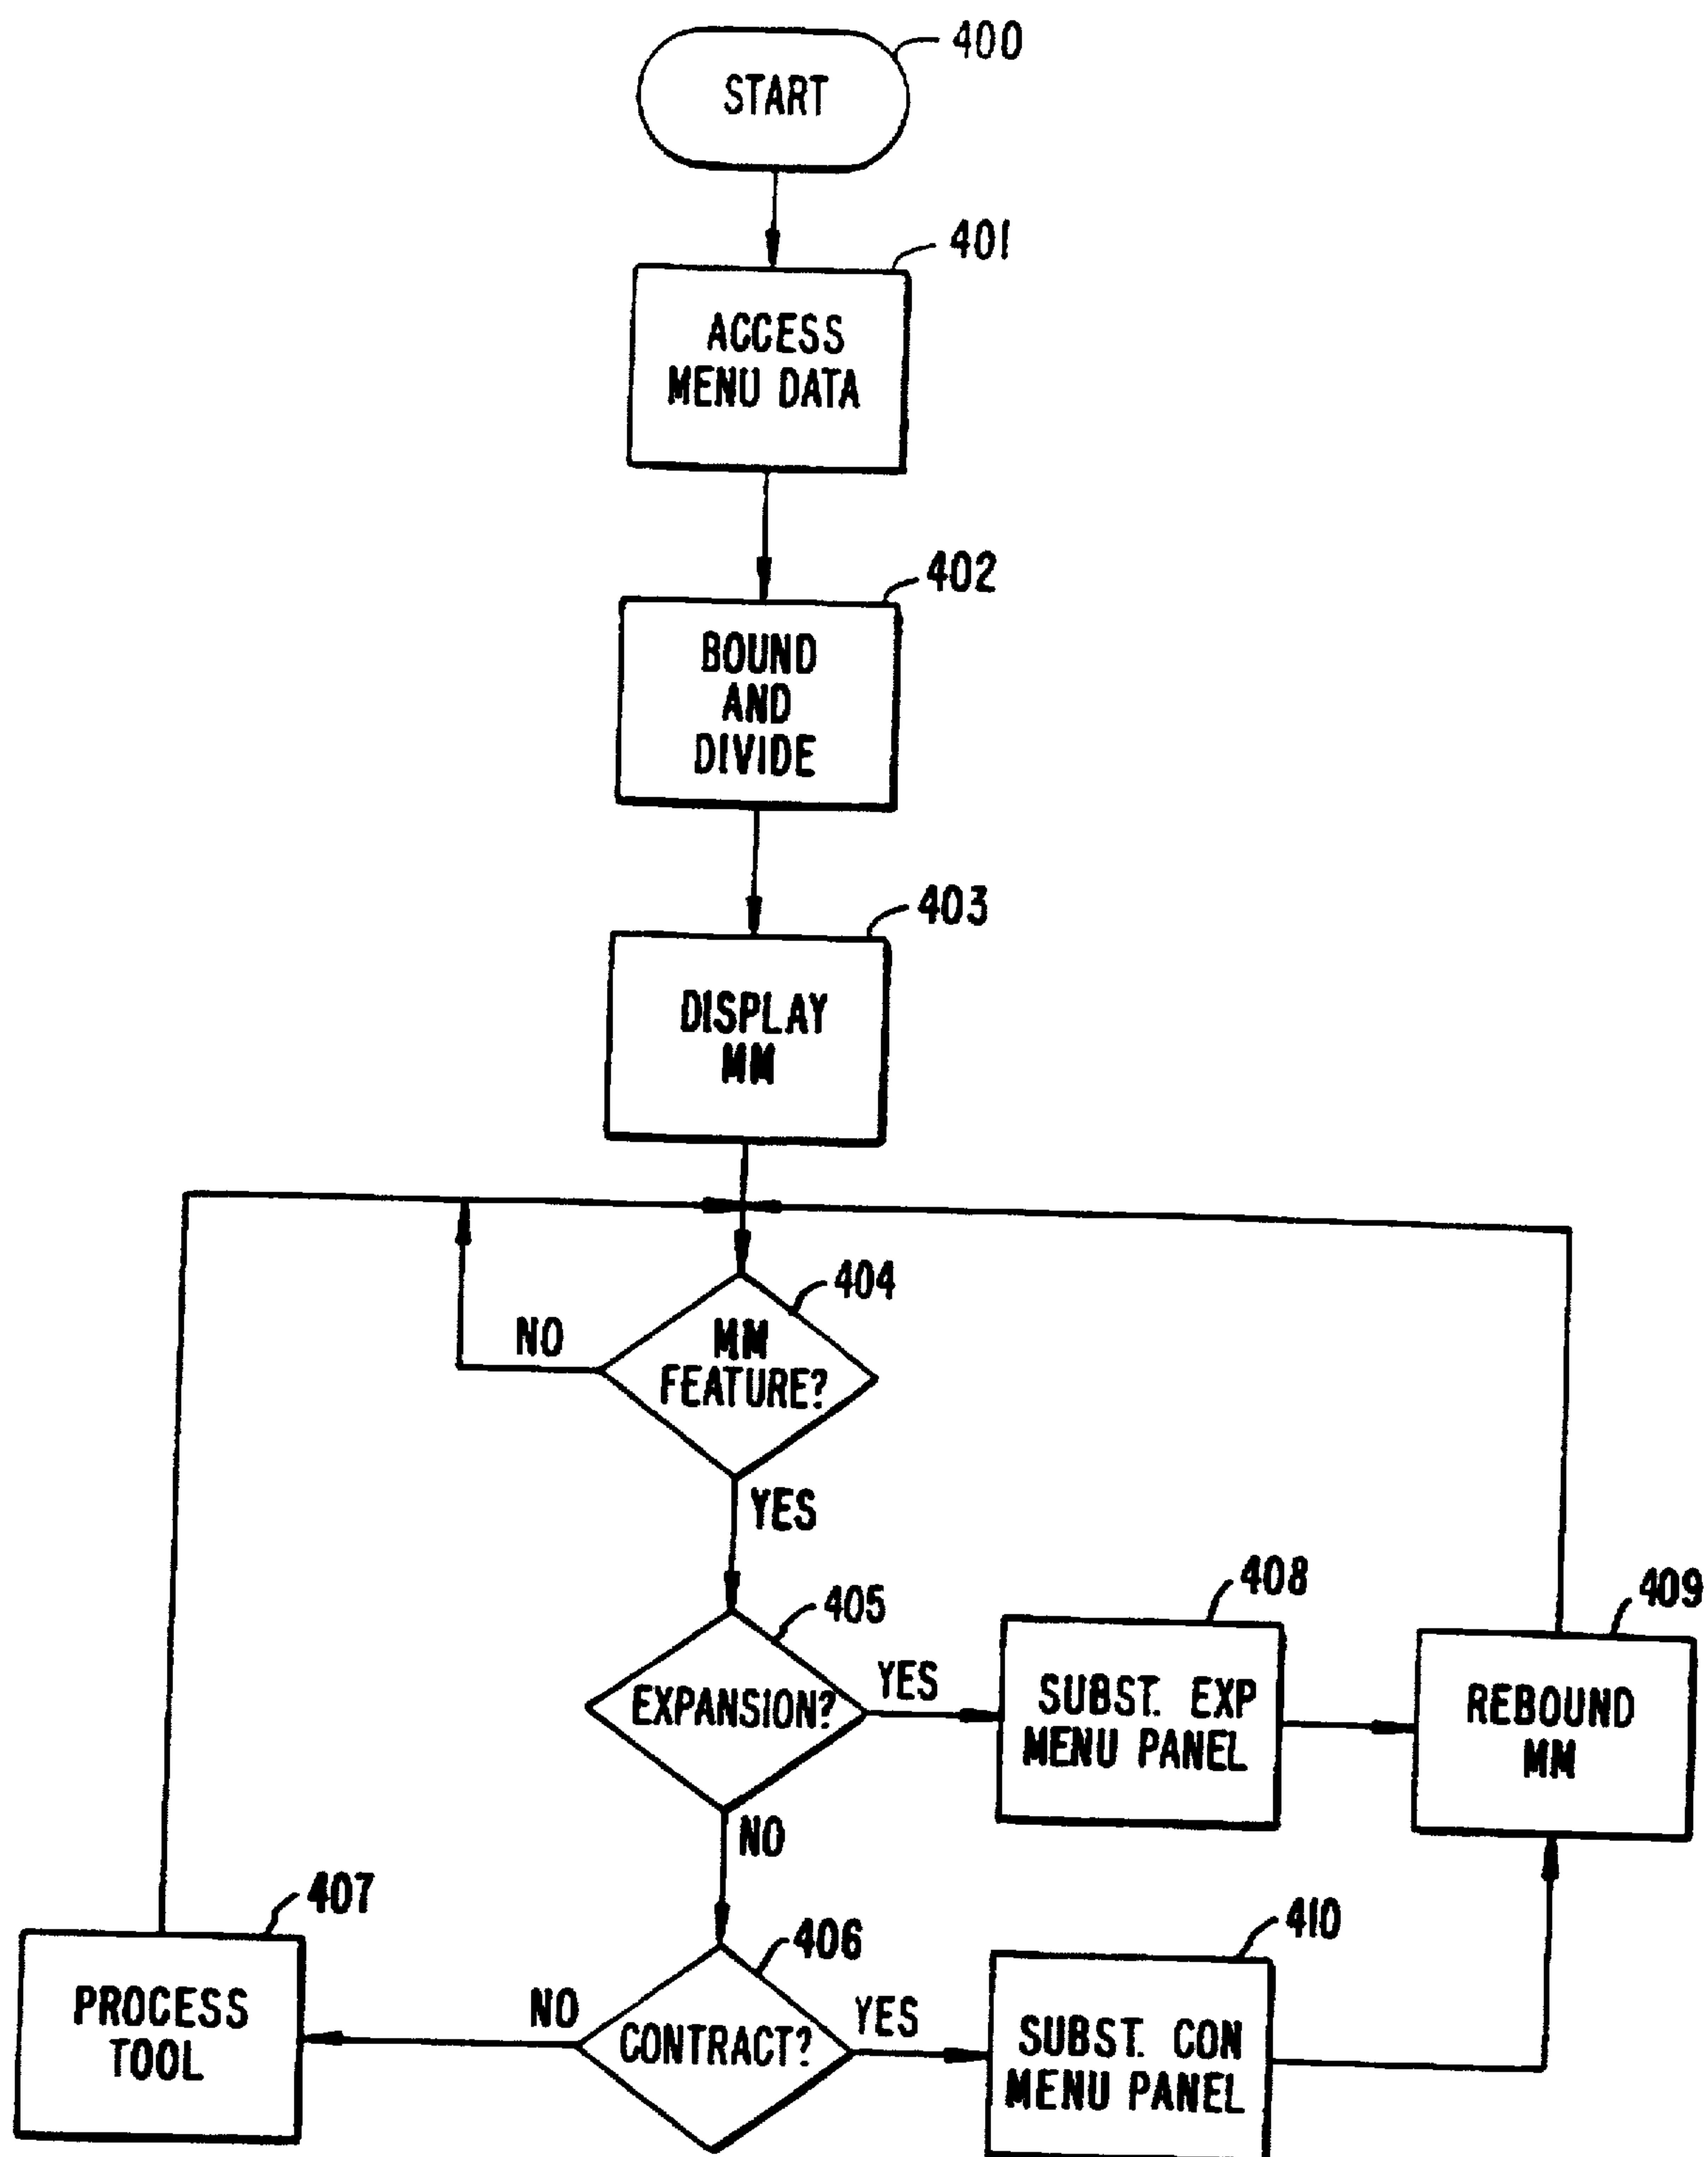 400
START
401
ACCESS
MENU DATA
402
BOUND
AND
DIVIDE
403
DISPLAY
MM
404
NO
MM
FEATURE?
YES
405
EXPANSION?
YES
408
SUBST. EXP
MENU PANEL
409
REBOUND
MM
NO
407
PROCESS
TOOL
NO
406
CONTRACT?
YES
410
SUBST. CON
MENU PANEL